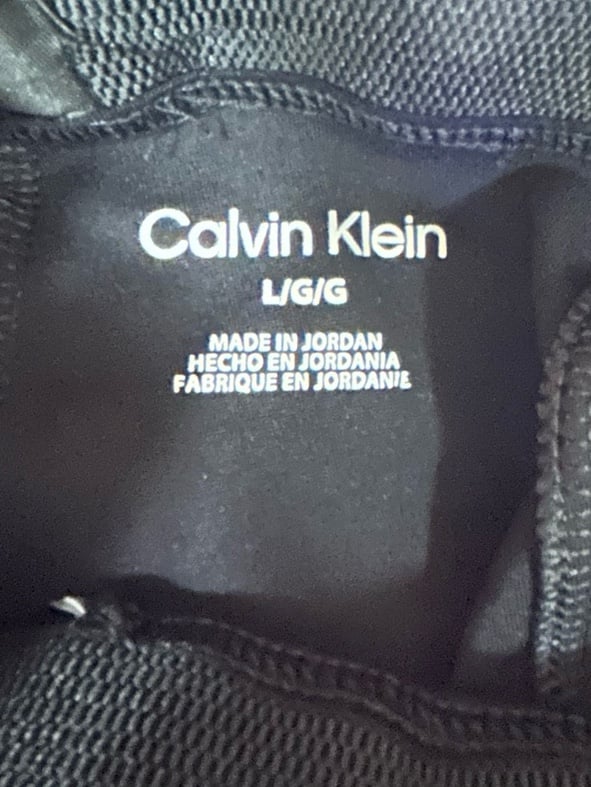 Calvin Klein
L/G/G
MADE IN JORDAN
HECHO EN JORDANIA
FABRIQUE EN JORDANIE